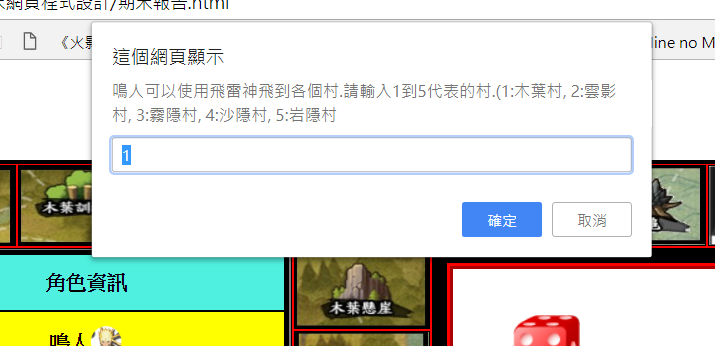 網頁程式設計/期末報告.html
《火影
ine no M
這個網頁顯示
鳴人可以使用飛雷神飛到各個村.請輸入1到5代表的村.(1:木葉村, 2:雲影
村, 3:霧隱村, 4:沙隱村, 5:岩隱村
1
確定
取消
木葉訓
角色資訊
木葉懸崖
鳴人